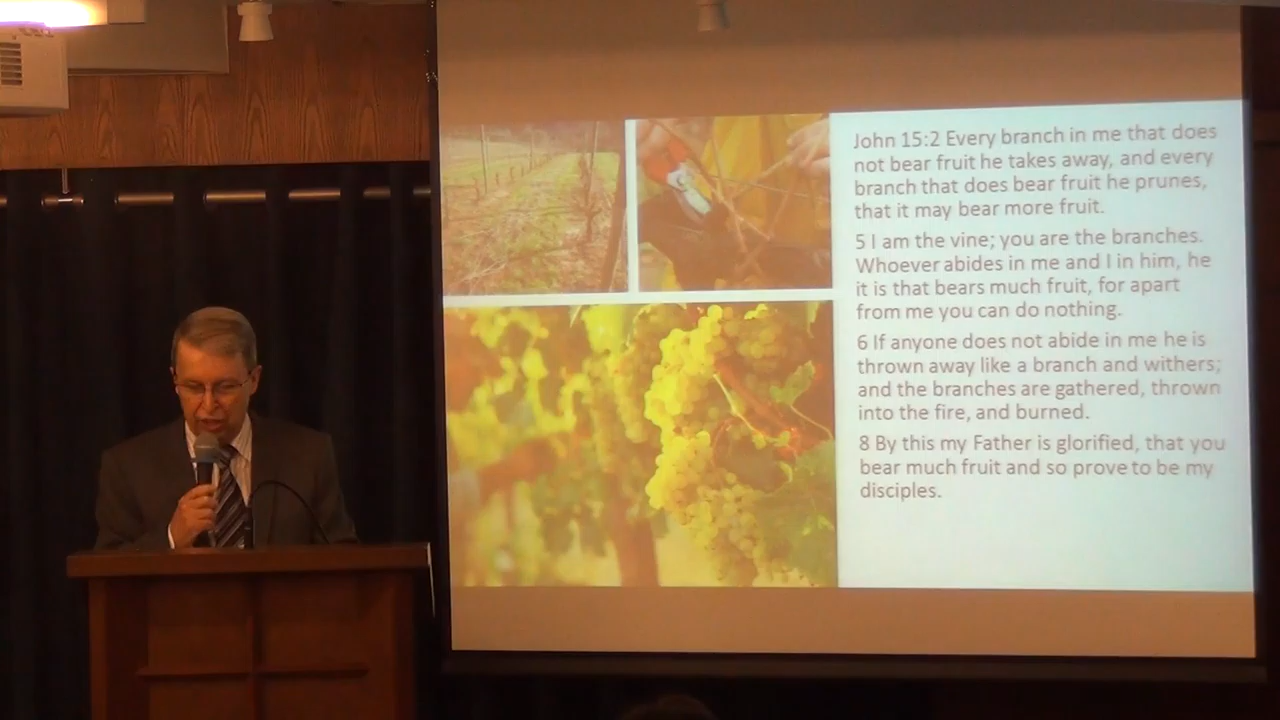 John 15:2 Every branch in me that does
not bear fruit he takes away, and every
branch that does bear fruit he prunes,
that it may bear more fruit.
5 I am the vine; you are the branches.
Whoever abides in me and I in him, he
it is that bears much fruit, for apart
from me you can do nothing.
6 If anyone does not abide in me he is
thrown away like a branch and withers;
and the branches are gathered, thrown
into the fire, and burned.
8 By this my Father is glorified, that you
bear much fruit and so prove to be my
disciples.